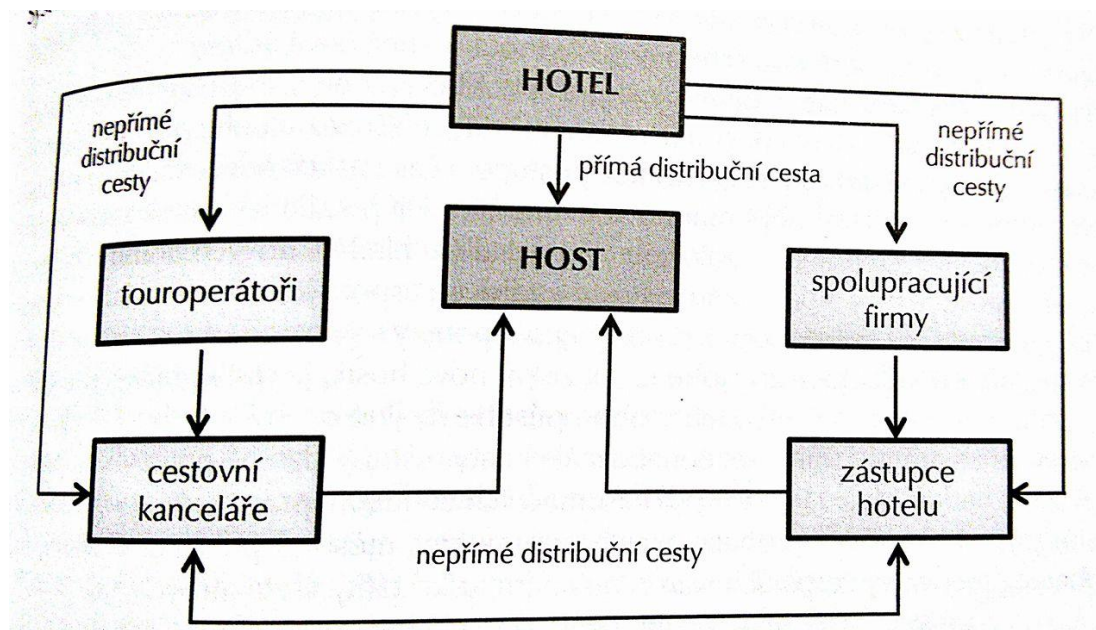 HOTEL
nepřímé
distribuční
cesty
přímá distribuční cesta
nepřímé
distribuční
cesty
touroperátoři
HOST
spolupracující
firmy
cestovní
kanceláře
zástupce
hotelu
nepřímé distribuční cesty